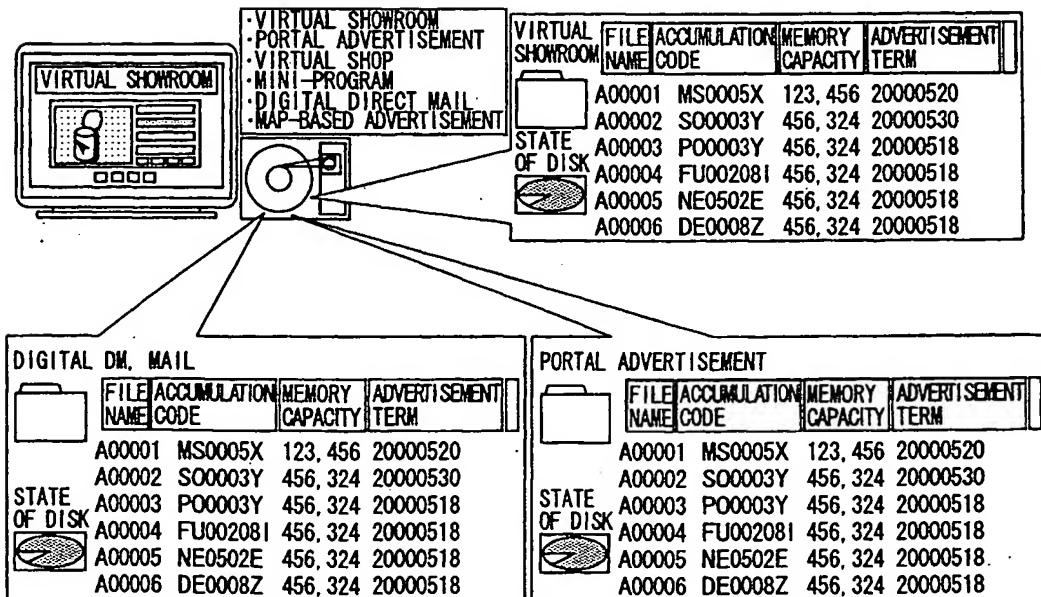 VIRTUAL SHOWROOM
·VIRTUAL SHOWROOM
·PORTAL ADVERTISEMENT
·VIRTUAL SHOP
·MINI-PROGRAM
·DIGITAL DIRECT MAIL
·MAP-BASED ADVERTISEMENT
VIRTUAL SHOWROOM
FILE NAME ACCUMULATION CODE MEMORY CAPACITY ADVERTISEMENT TERM
A00001 MS0005X 123,456 20000520
A00002 SO0003Y 456,324 20000530
A00003 PO0003Y 456,324 20000518
A00004 FU00208I 456,324 20000518
A00005 NE0502E 456,324 20000518
A00006 DE0008Z 456,324 20000518
STATE
OF DISK
DIGITAL DM, MAIL
FILE NAME ACCUMULATION CODE MEMORY CAPACITY ADVERTISEMENT TERM
A00001 MS0005X 123,456 20000520
A00002 SO0003Y 456,324 20000530
A00003 PO0003Y 456,324 20000518
A00004 FU00208I 456,324 20000518
A00005 NE0502E 456,324 20000518
A00006 DE0008Z 456,324 20000518
STATE
OF DISK
PORTAL ADVERTISEMENT
FILE NAME ACCUMULATION CODE MEMORY CAPACITY ADVERTISEMENT TERM
A00001 MS0005X 123,456 20000520
A00002 SO0003Y 456,324 20000530
A00003 PO0003Y 456,324 20000518
A00004 FU00208I 456,324 20000518
A00005 NE0502E 456,324 20000518
A00006 DE0008Z 456,324 20000518
STATE
OF DISK